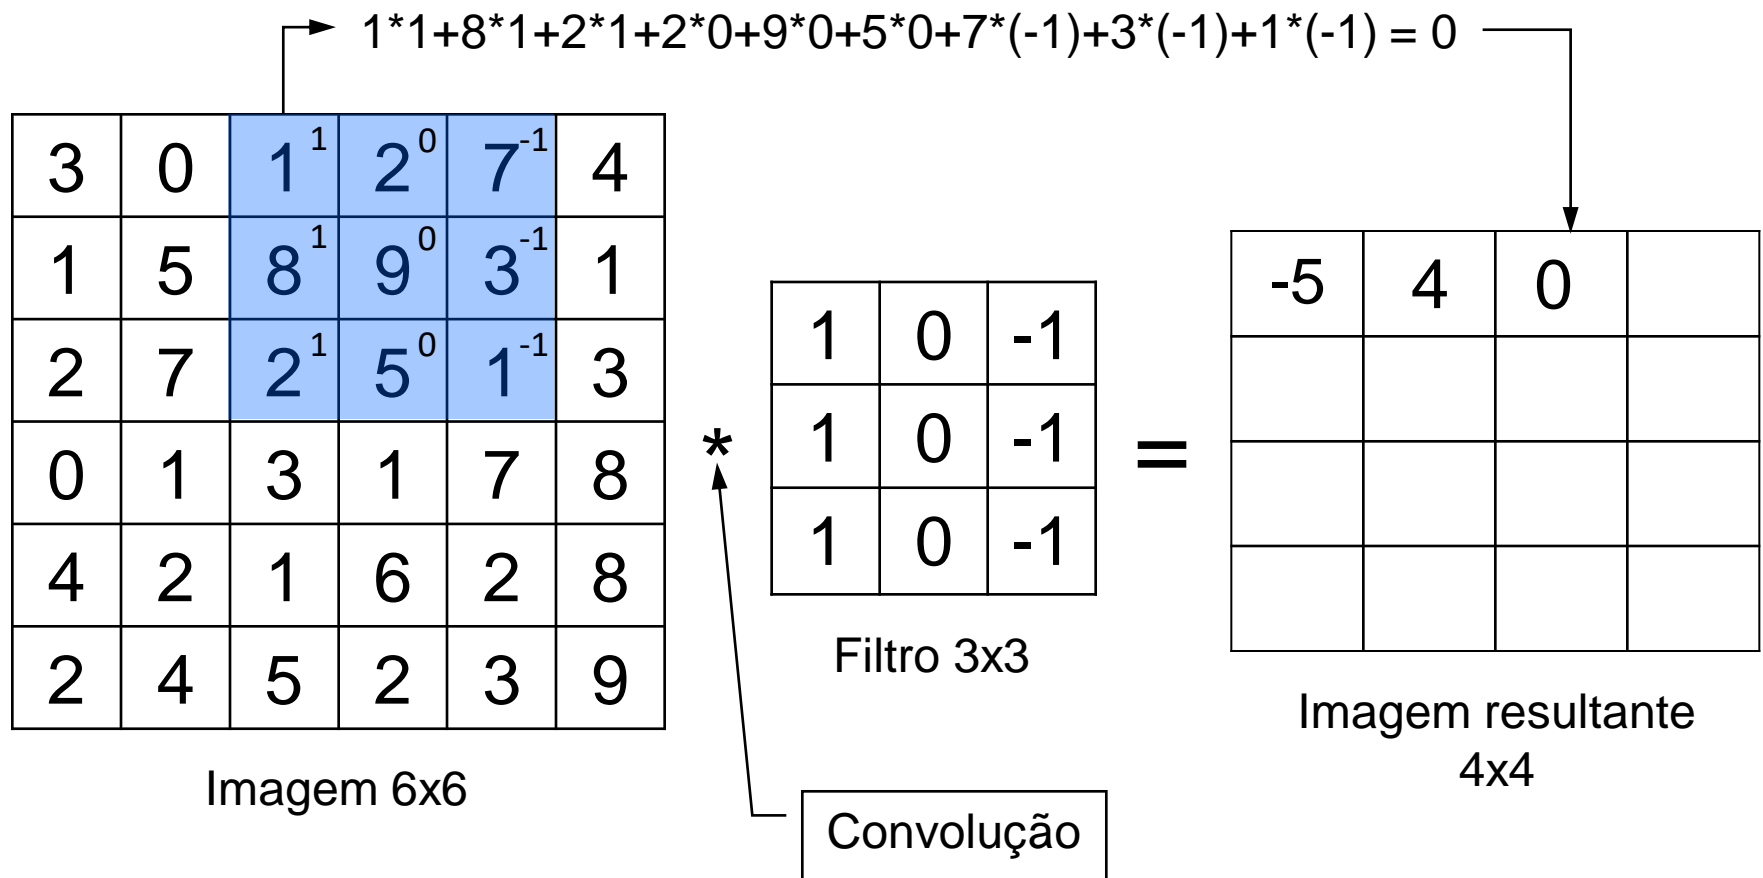 1*1+8*1+2*1+2*0+9*0+5*0+7*(-1)+3*(-1)+1*(-1) = 0
3 0 1 1 2 0 7 -1 4
1 5 8 1 9 0 3 -1 1
2 7 2 1 5 0 1 -1 3
0 1 3 1 7 8
4 2 1 6 2 8
2 4 5 2 3 9
Imagem 6x6
*
Convolução
1 0 -1
1 0 -1
1 0 -1
Filtro 3x3
=
-5 4 0
Imagem resultante
4x4